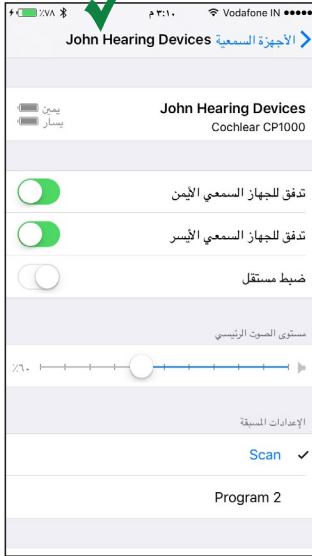 Vodafone IN ٣:١٠ م ٪٧٨
الأجهزة السمعية John Hearing Devices
John Hearing Devices يمين
Cochlear CP1000 يسار
تدفق للجهاز السمعي الأيمن
تدفق للجهاز السمعي الأيسر
ضبط مستقل
مستوى الصوت الرئيسي
٪٦٠
الإعدادات المسبقة
Scan
Program 2